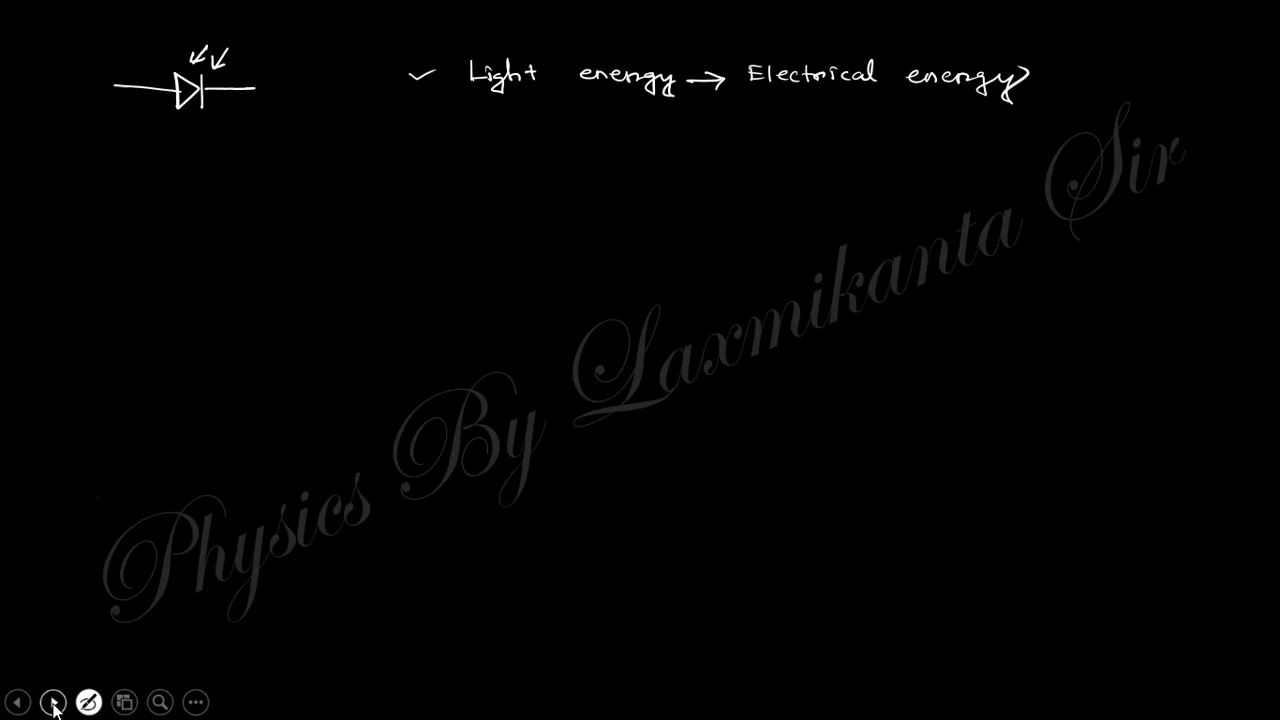 ✓ Light energy → Electrical energy
Physics By Laxmikanta Sir